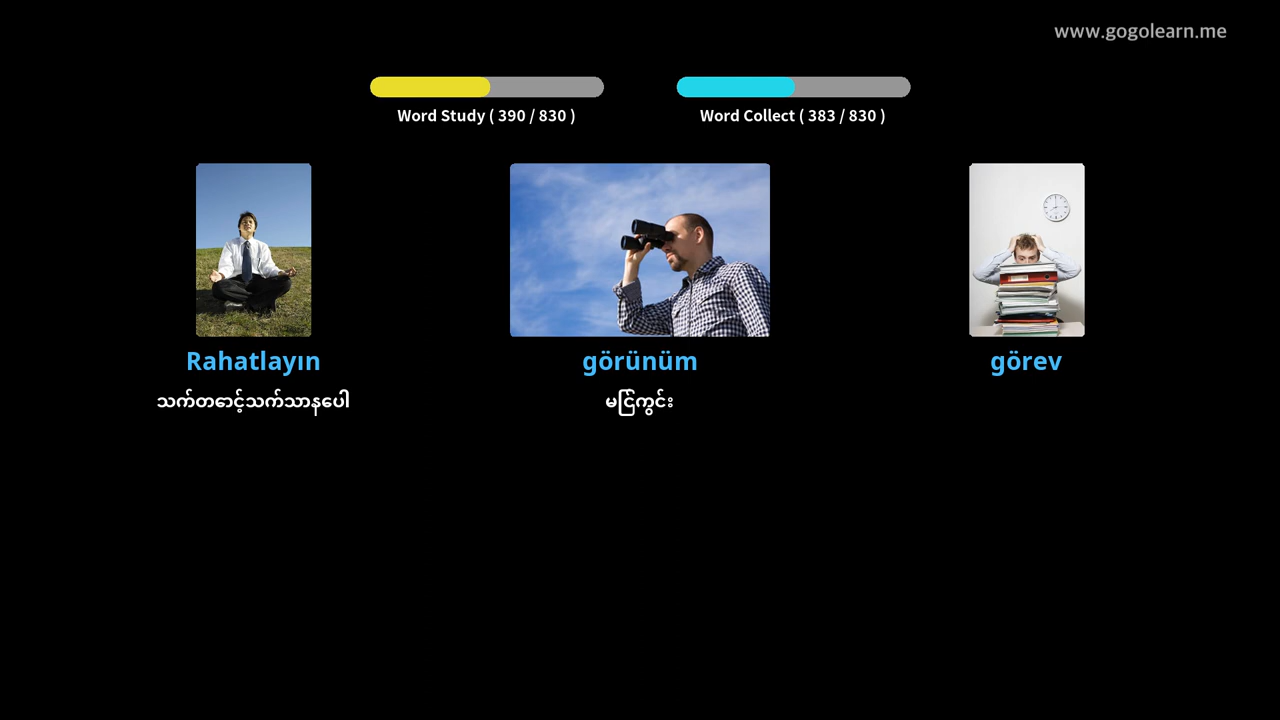 www.gogolearn.me
Word Study ( 390 / 830 )
Word Collect ( 383 / 830 )
Rahatlayın
görünüm
görev
သက်တောင့်သက်သာနေပါ
မြင်ကွင်း